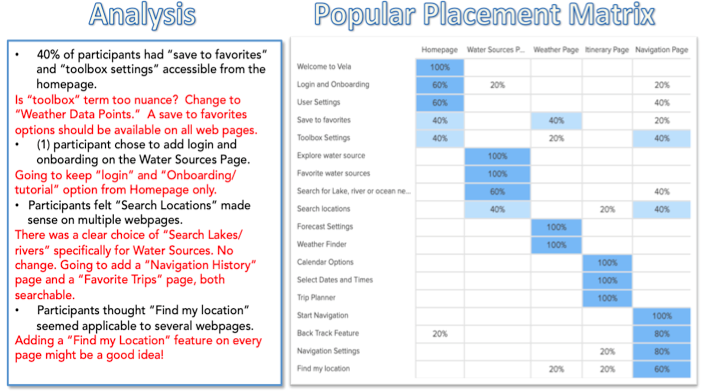 Analysis
Popular Placement Matrix
• 40% of participants had “save to favorites”
and “toolbox settings” accessible from the
homepage.
Is “toolbox” term too nuance? Change to
“Weather Data Points.” A save to favorites
options should be available on all web pages.
• (1) participant chose to add login and
onboarding on the Water Sources Page.
Going to keep “login” and “Onboarding/
tutorial” option from Homepage only.
• Participants felt “Search Locations” made
sense on multiple webpages.
There was a clear choice of “Search Lakes/
rivers” specifically for Water Sources. No
change. Going to add a “Navigation History”
page and a “Favorite Trips” page, both
searchable.
• Participants thought “Find my location”
seemed applicable to several webpages.
Adding a “Find my Location” feature on every
page might be a good idea!
Homepage Water Sources P... Weather Page Itinerary Page Navigation Page
Welcome to Vela 100%
Login and Onboarding 60% 20% 20%
User Settings 60% 40%
Save to favorites 40% 40% 20%
Toolbox Settings 40% 20% 40%
Explore water source 100%
Favorite water sources 100%
Search for Lake, river or ocean ne... 60% 40%
Search locations 40% 20% 40%
Forecast Settings 100%
Weather Finder 100%
Calendar Options 100%
Select Dates and Times 100%
Trip Planner 100%
Start Navigation 100%
Back Track Feature 20% 80%
Navigation Settings 20% 80%
Find my location 20% 20% 60%